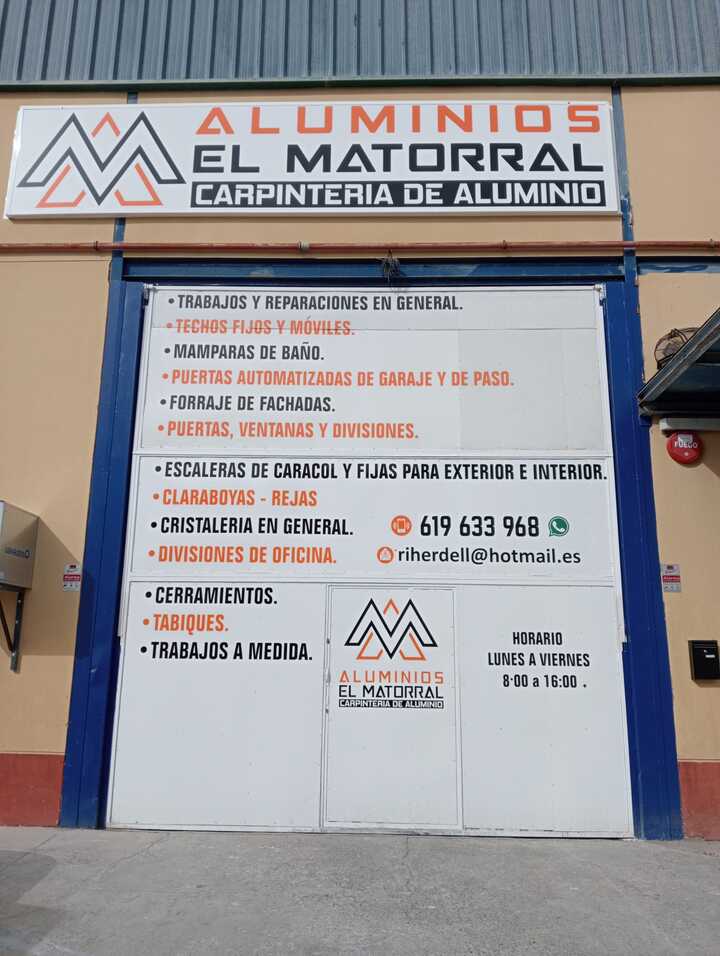 ALUMINIOS
EL MATORRAL
CARPINTERIA DE ALUMINIO
• TRABAJOS Y REPARACIONES EN GENERAL.
• TECHOS FIJOS Y MÓVILES.
• MAMPARAS DE BAÑO.
• PUERTAS AUTOMATIZADAS DE GARAJE Y DE PASO.
• FORRAJE DE FACHADAS.
• PUERTAS, VENTANAS Y DIVISIONES.
• ESCALERAS DE CARACOL Y FIJAS PARA EXTERIOR E INTERIOR.
• CLARABOYAS - REJAS
• CRISTALERIA EN GENERAL.
• DIVISIONES DE OFICINA.
619 633 968
riherdell@hotmail.es
• CERRAMIENTOS.
• TABIQUES.
• TRABAJOS A MEDIDA.
ALUMINIOS
EL MATORRAL
CARPINTERIA DE ALUMINIO
HORARIO
LUNES A VIERNES
8·00 a 16:00 .
FUEGO